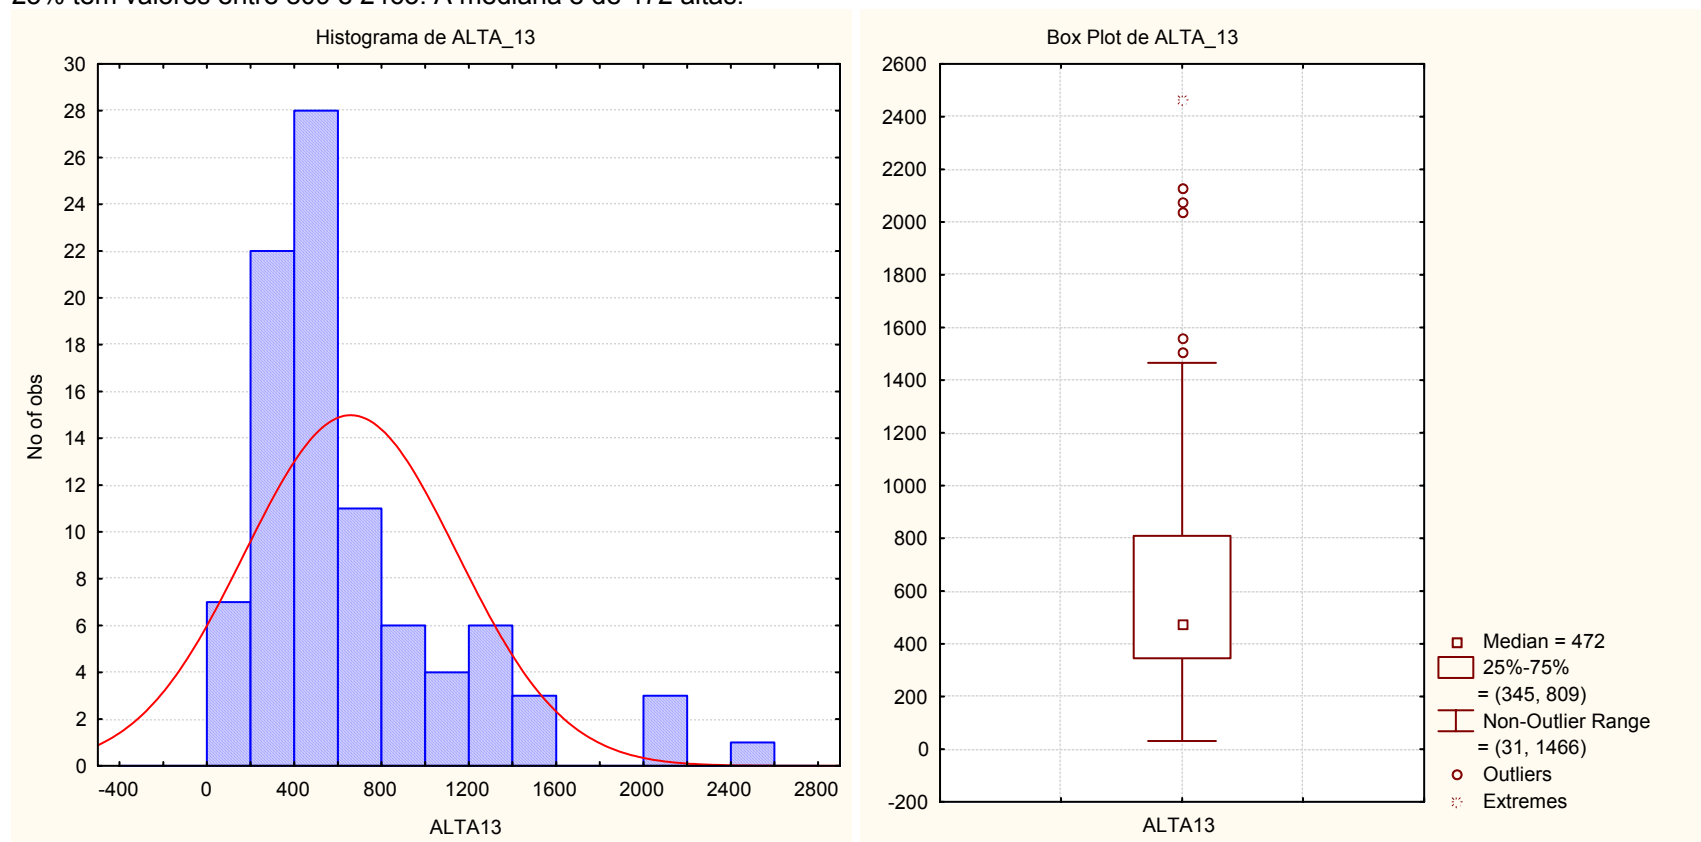 Histograma de ALTA_13
30
28
26
24
22
20
18
16
14
12
10
8
6
4
2
0
No of obs
-400 0 400 800 1200 1600 2000 2400 2800
ALTA13
Box Plot de ALTA_13
2600
2400
2200
2000
1800
1600
1400
1200
1000
800
600
400
200
0
-200
ALTA13
Median = 472
25%-75%
= (345, 809)
Non-Outlier Range
= (31, 1466)
Outliers
Extremes